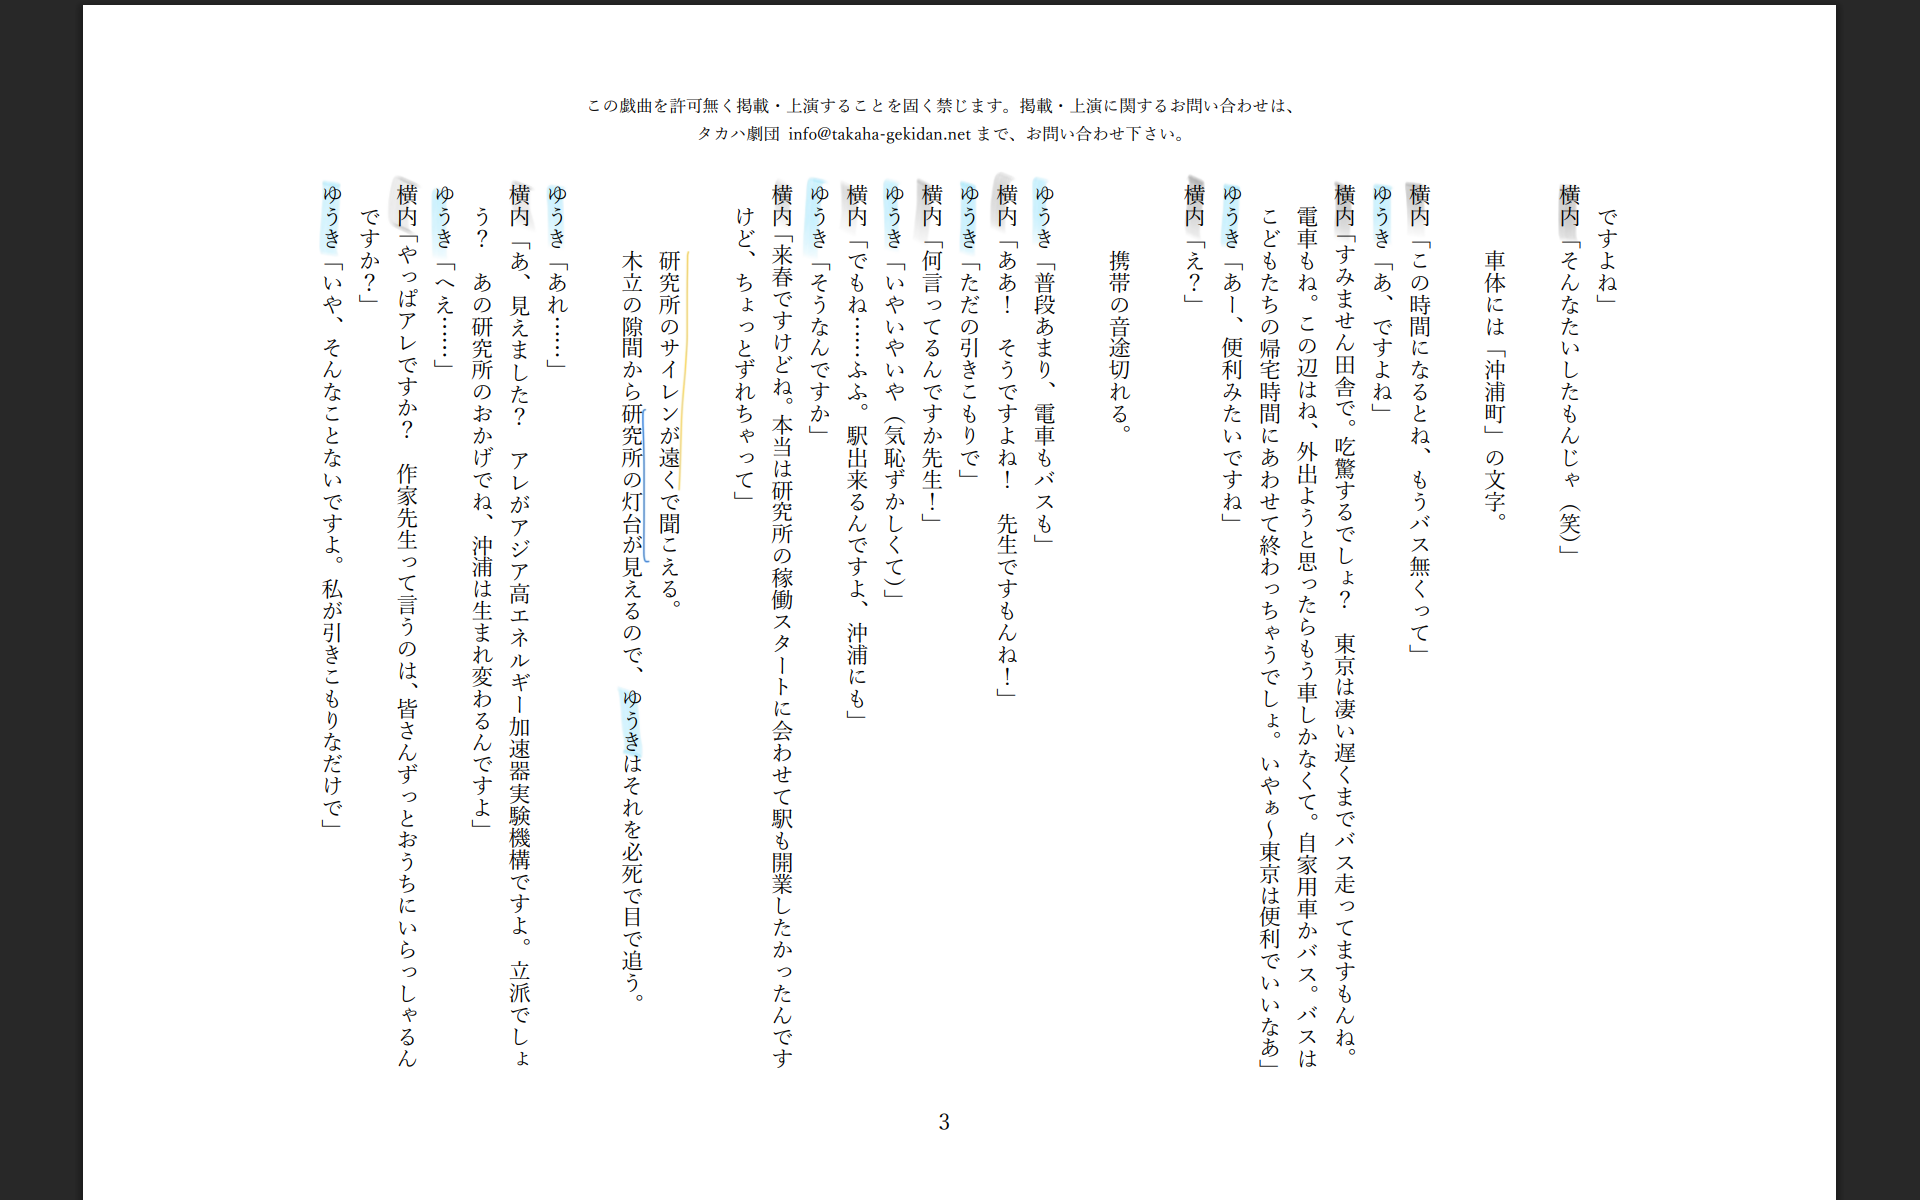 この戯曲を許可無く掲載・上演することを固く禁じます。掲載・上演に関するお問い合わせは、
タカハ劇団 info@takaha-gekidan.net まで、お問い合わせ下さい。
ですよね」
横内「そんなたいしたもんじゃ（笑）」
車体には「沖浦町」の文字。
横内「この時間になるとね、もうバス無くって」
ゆうき「あ、ですよね」
横内「すみません田舎で。吃驚するでしょ？　東京は凄い遅くまでバス走ってますもんね。
電車もね。この辺はね、外出ようと思ったらもう車しかなくて。自家用車かバス。バスは
こどもたちの帰宅時間にあわせて終わっちゃうでしょ。いやぁ～東京は便利でいいなあ」
ゆうき「あー、便利みたいですね」
横内「え？」
携帯の音途切れる。
ゆうき「普段あまり、電車もバスも」
横内「ああ！　そうですよね！　先生ですもんね！」
ゆうき「ただの引きこもりで」
横内「何言ってるんですか先生！」
ゆうき「いやいやいや（気恥ずかしくて）」
横内「でもね……ふふ。駅出来るんですよ、沖浦にも」
ゆうき「そうなんですか」
横内「来春ですけどね。本当は研究所の稼働スタートに会わせて駅も開業したかったんです
けど、ちょっとずれちゃって」
研究所のサイレンが遠くで聞こえる。
木立の隙間から研究所の灯台が見えるので、ゆうきはそれを必死で目で追う。
ゆうき「あれ……」
横内「あ、見えました？　アレがアジア高エネルギー加速器実験機構ですよ。立派でしょ
う？　あの研究所のおかげでね、沖浦は生まれ変わるんですよ」
ゆうき「へえ……」
横内「やっぱアレですか？　作家先生って言うのは、皆さんずっとおうちにいらっしゃるん
ですか？」
ゆうき「いや、そんなことないですよ。私が引きこもりなだけで」
3